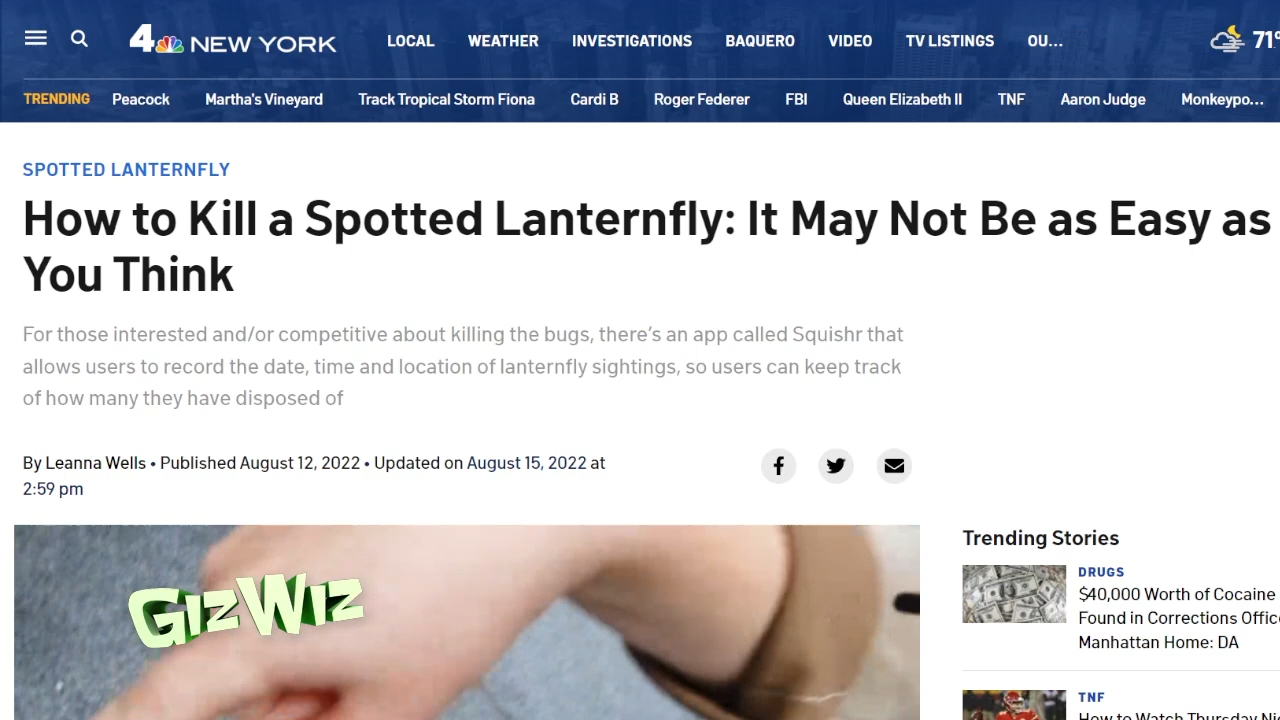 4 NEW YORK LOCAL WEATHER INVESTIGATIONS BAQUERO VIDEO TV LISTINGS OU... 71°
TRENDING Peacock Martha's Vineyard Track Tropical Storm Fiona Cardi B Roger Federer FBI Queen Elizabeth II TNF Aaron Judge Monkeypo...
SPOTTED LANTERNFLY
How to Kill a Spotted Lanternfly: It May Not Be as Easy as
You Think
For those interested and/or competitive about killing the bugs, there's an app called Squishr that
allows users to record the date, time and location of lanternfly sightings, so users can keep track
of how many they have disposed of
By Leanna Wells • Published August 12, 2022 • Updated on August 15, 2022 at
2:59 pm
GIZWIZ
Trending Stories
DRUGS
$40,000 Worth of Cocaine
Found in Corrections Offic
Manhattan Home: DA
TNF
How to Watch Thursday Ni